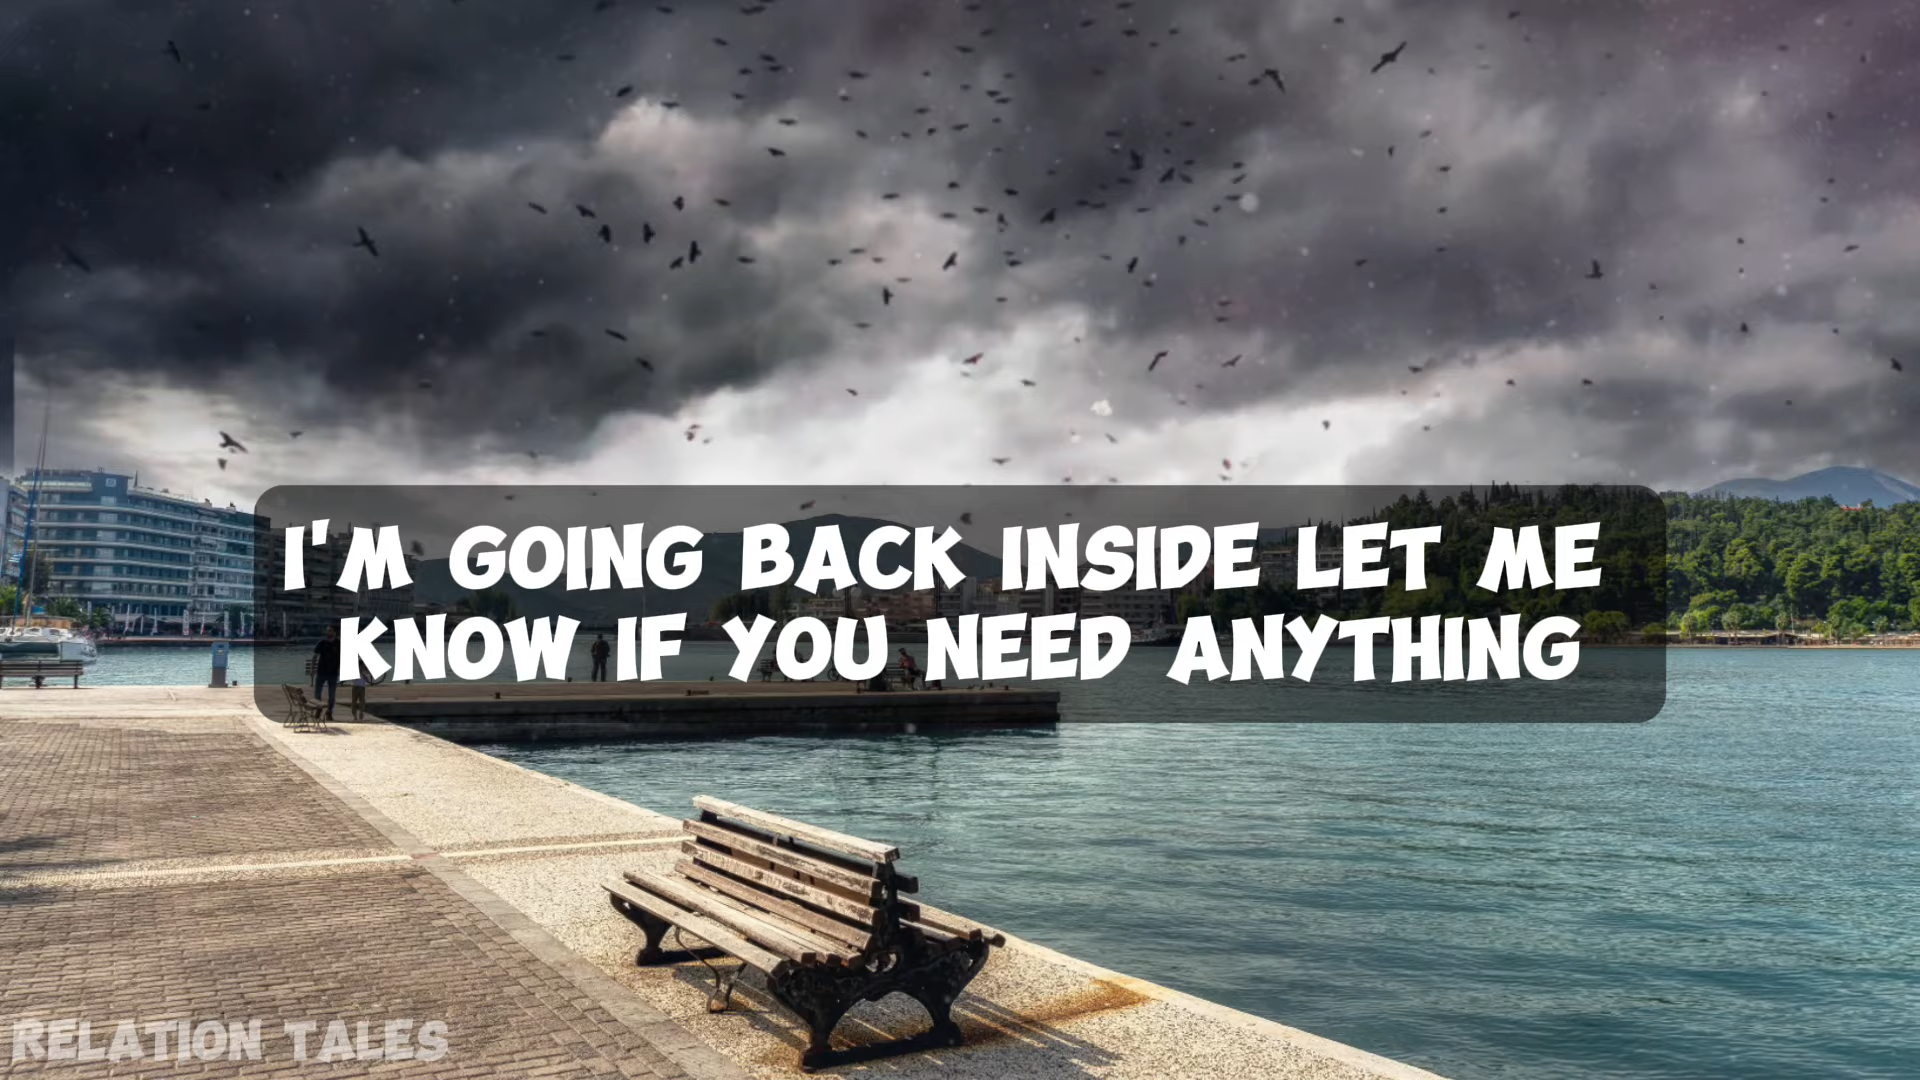 I'M GOING BACK INSIDE LET ME
KNOW IF YOU NEED ANYTHING
RELATION TALES